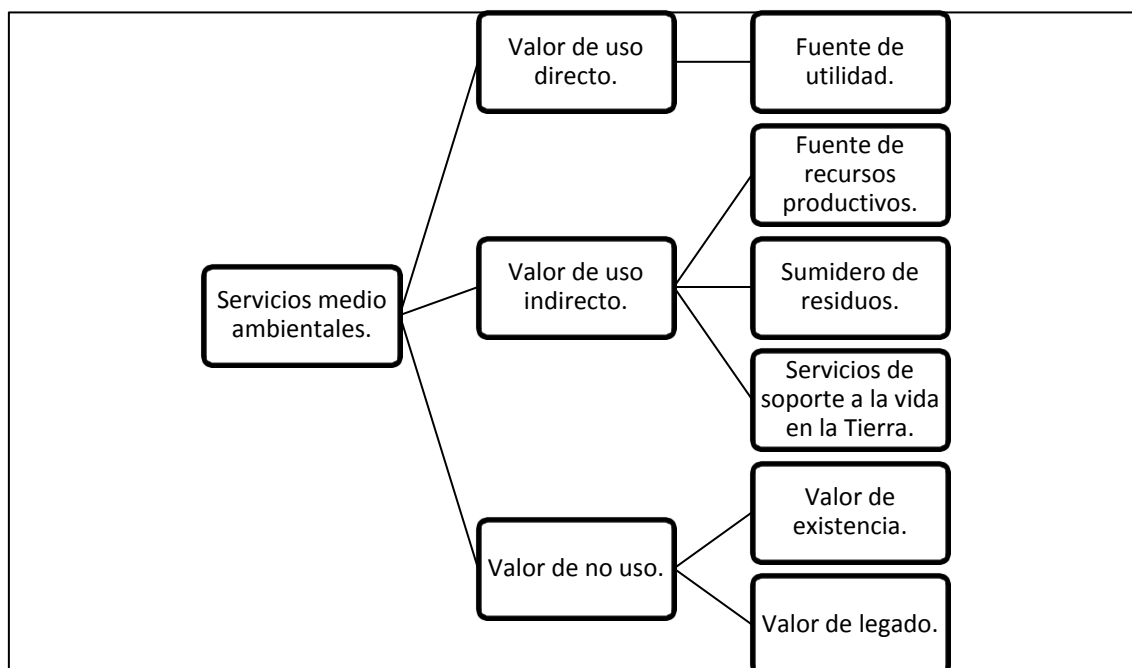 Valor de uso
directo.
Fuente de
utilidad.
Fuente de
recursos
productivos.
Servicios medio
ambientales.
Valor de uso
indirecto.
Sumidero de
residuos.
Servicios de
soporte a la vida
en la Tierra.
Valor de no uso.
Valor de
existencia.
Valor de legado.